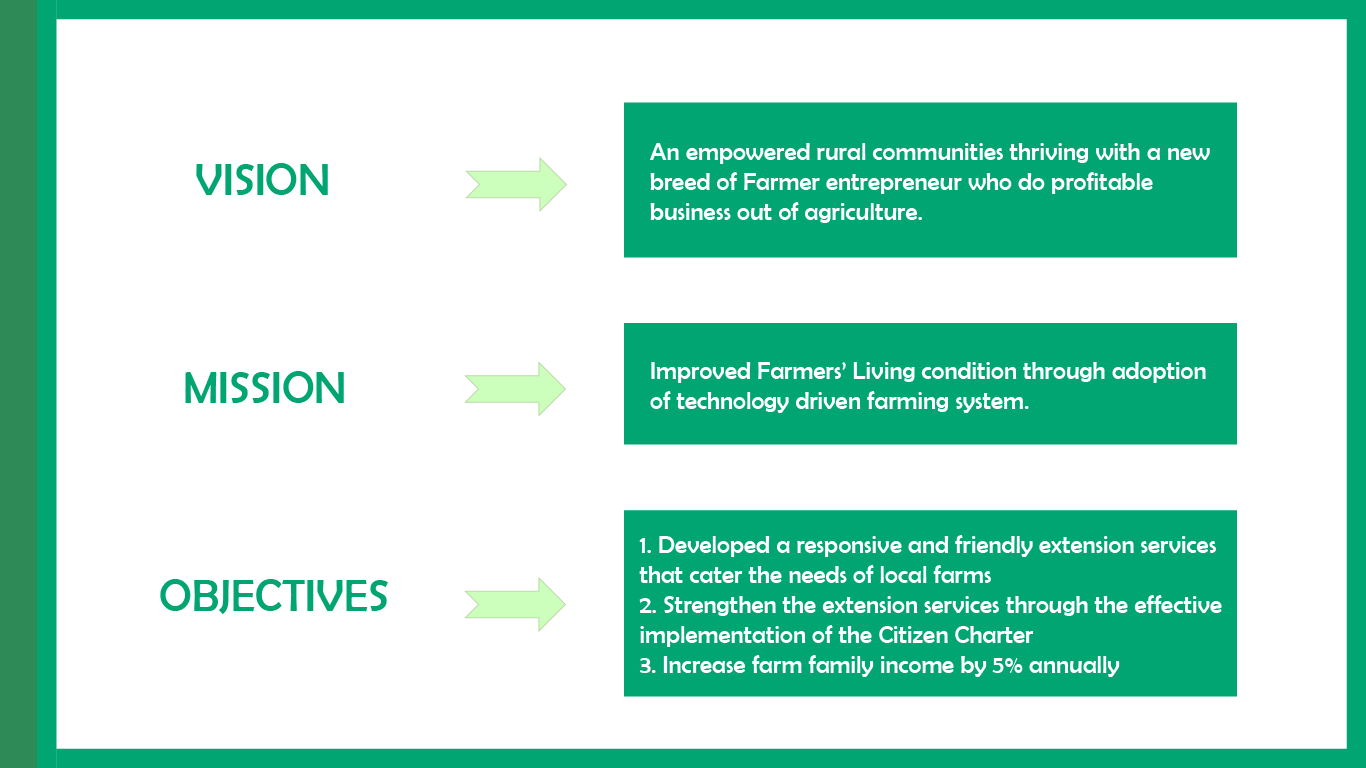 VISION
An empowered rural communities thriving with a new
breed of Farmer entrepreneur who do profitable
business out of agriculture.
MISSION
Improved Farmers’ Living condition through adoption
of technology driven farming system.
OBJECTIVES
1. Developed a responsive and friendly extension services
that cater the needs of local farms
2. Strengthen the extension services through the effective
implementation of the Citizen Charter
3. Increase farm family income by 5% annually